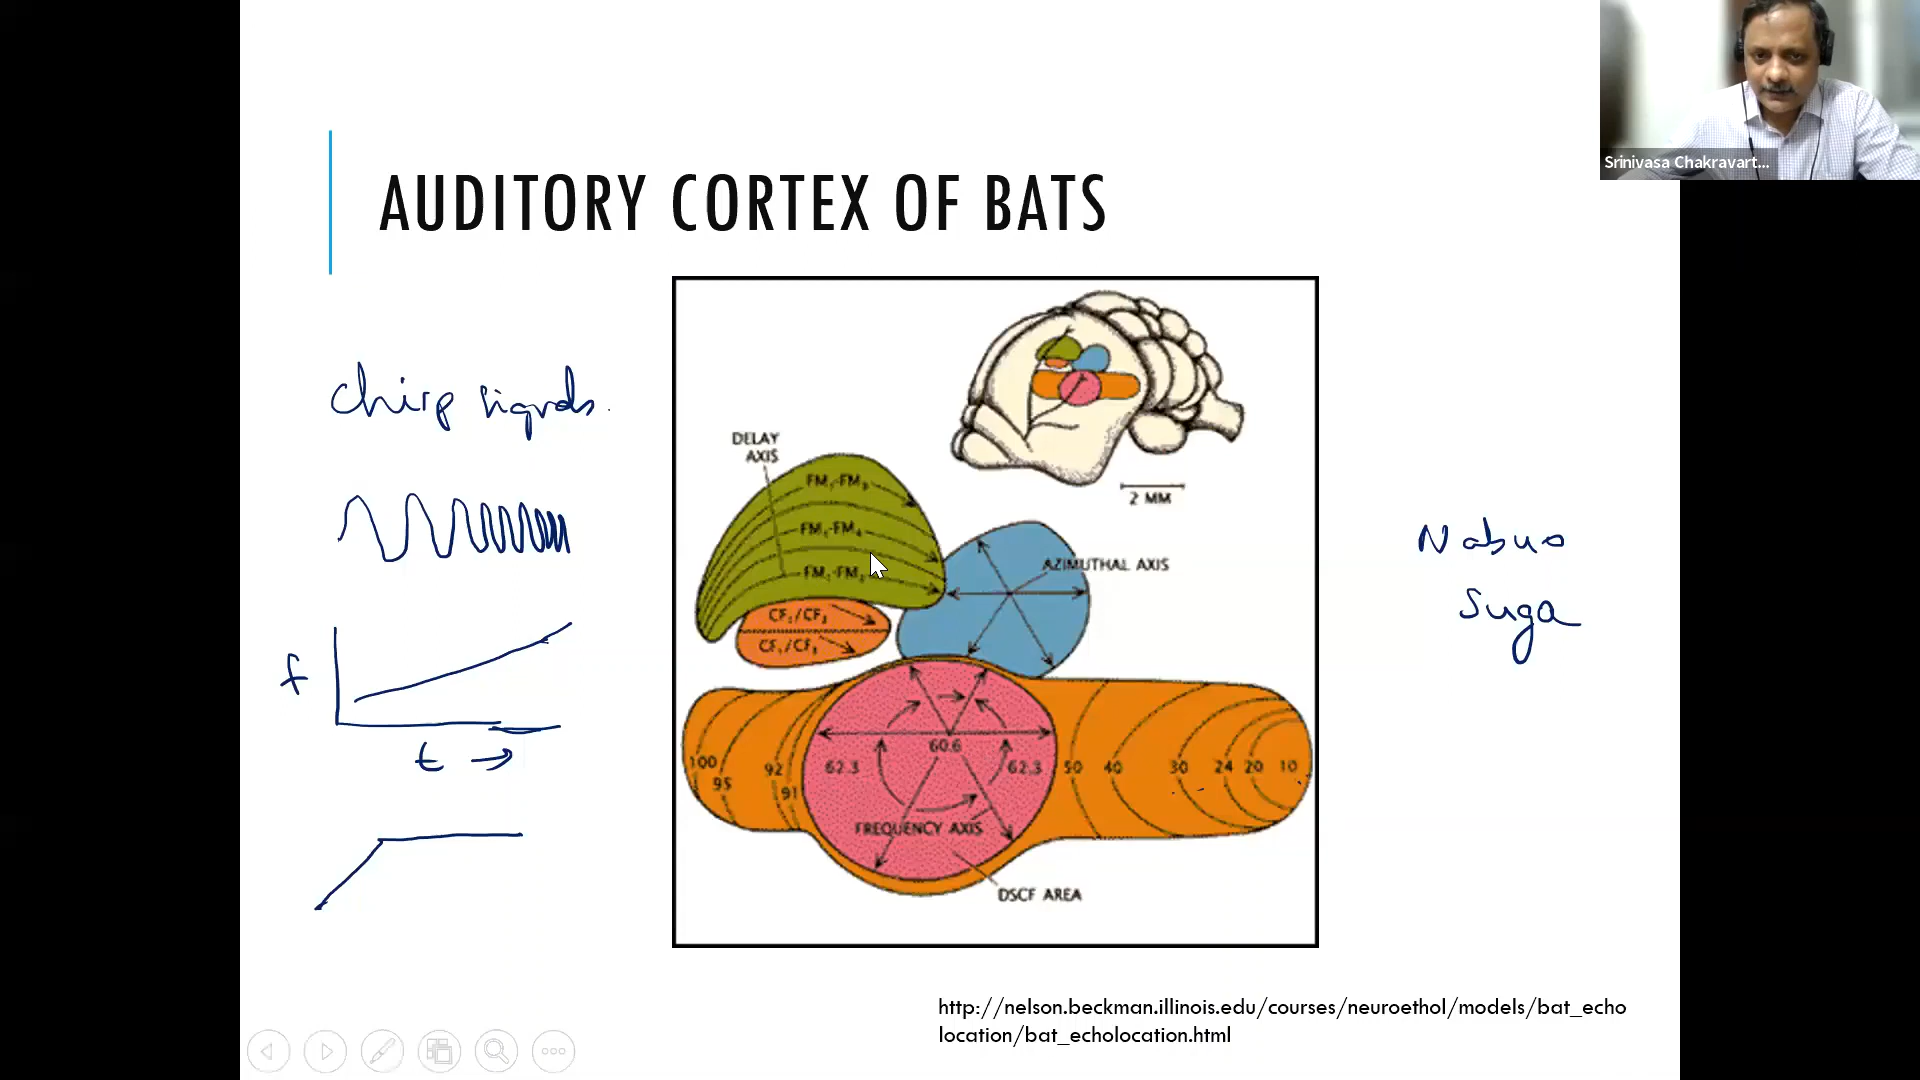 Srinivasa Chakravart...
AUDITORY CORTEX OF BATS
chirp signals.
f
t →
DELAY
AXIS
FM₁-FM₃
FM₁-FM₄
FM₁-FM₂
CF₁/CF₂
CF₁/CF₃
2 MM
AZIMUTHAL AXIS
60.6
100 95 92 91 62.3 62.3 50 40 30 24 20 10
FREQUENCY AXIS
DSCF AREA
Nabuo
Suga
http://nelson.beckman.illinois.edu/courses/neuroethol/models/bat_echo
location/bat_echolocation.html